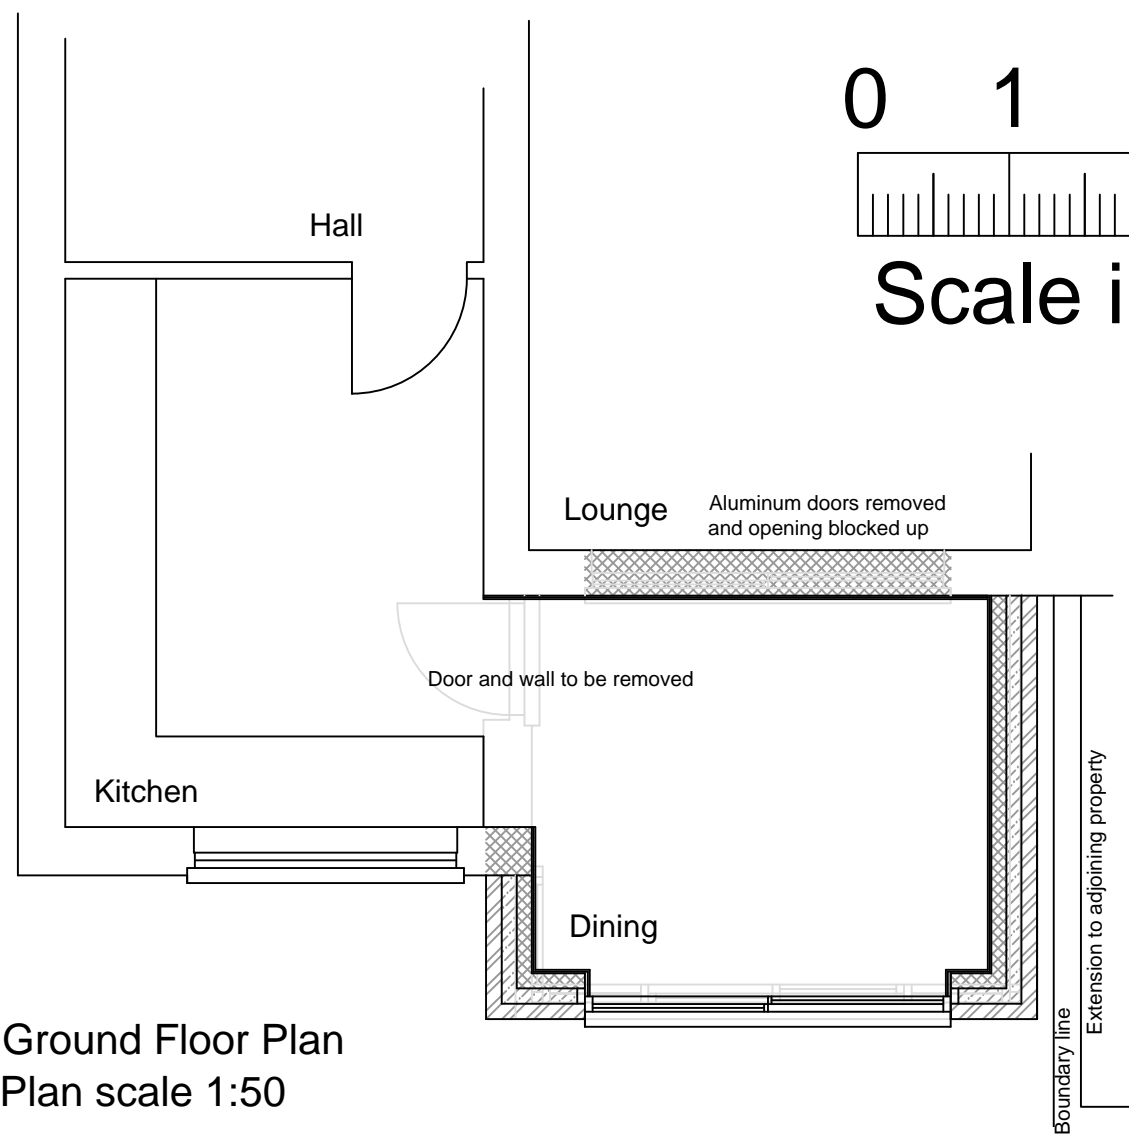 0 1
Scale i
Hall
Lounge
Aluminum doors removed
and opening blocked up
Door and wall to be removed
Kitchen
Dining
Extension to adjoining property
Boundary line
Ground Floor Plan
Plan scale 1:50